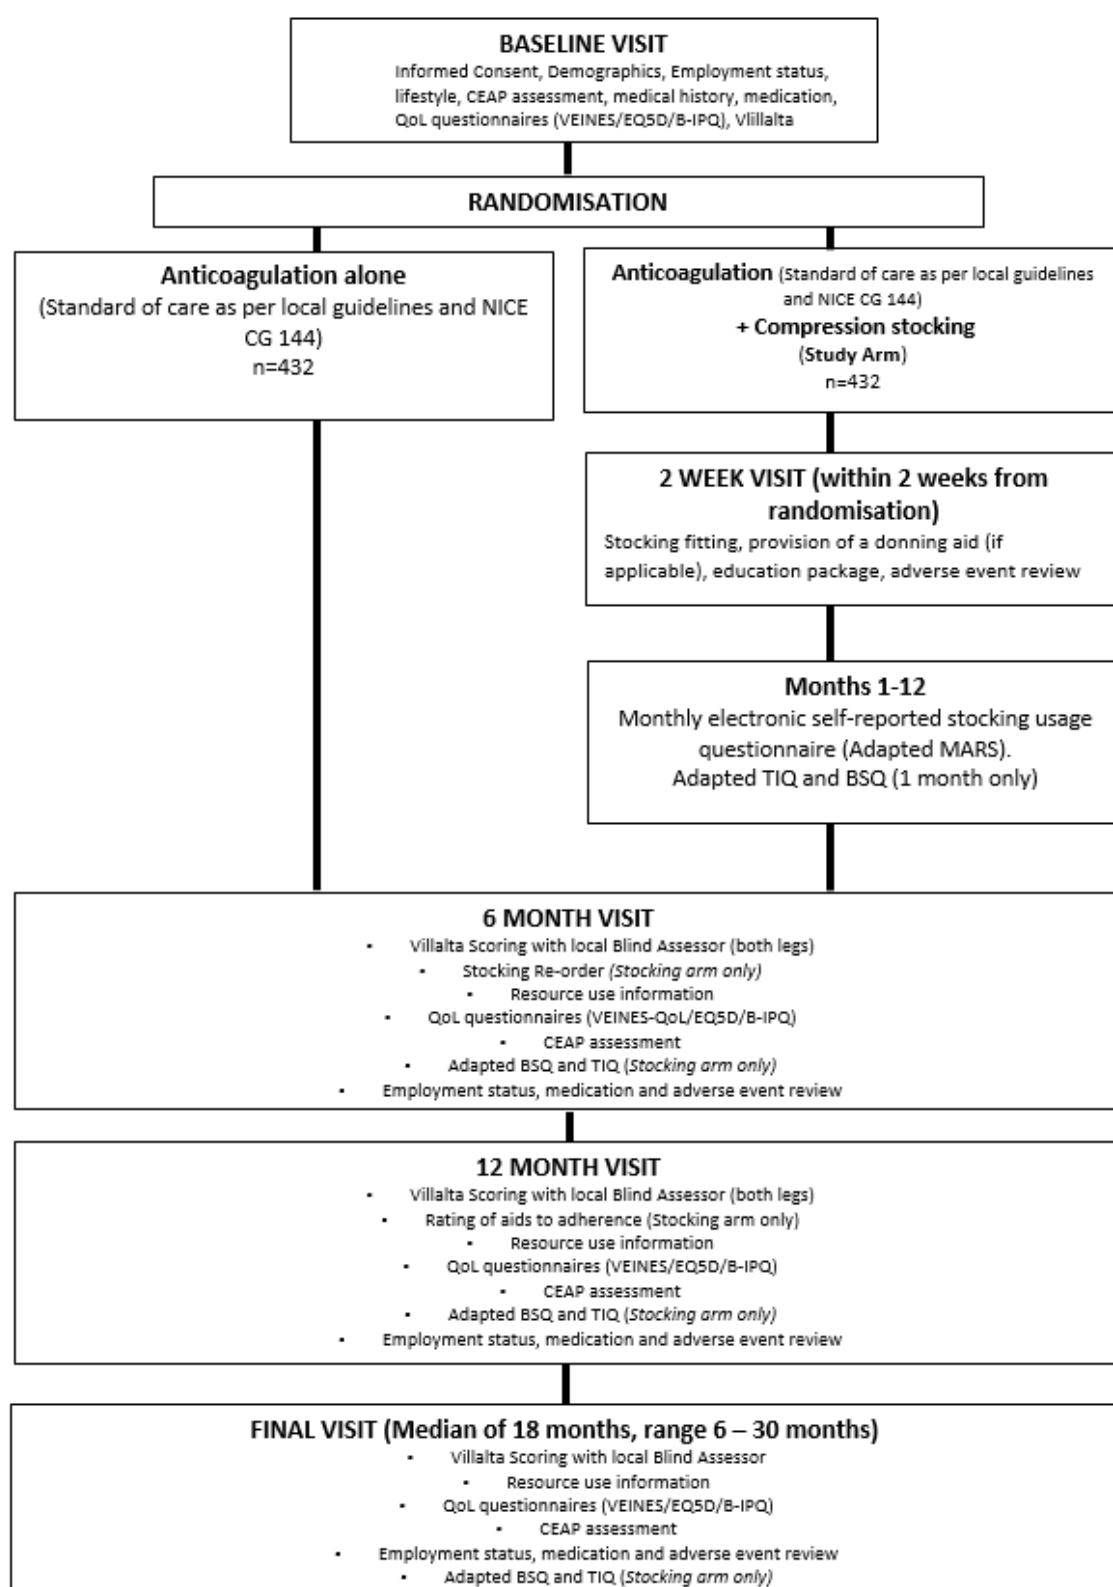 BASELINE VISIT
Informed Consent, Demographics, Employment status,
lifestyle, CEAP assessment, medical history, medication,
QoL questionnaires (VEINES/EQ5D/B-IPQ), Vlillalta
RANDOMISATION
Anticoagulation alone
(Standard of care as per local guidelines and NICE
CG 144)
n=432
Anticoagulation (Standard of care as per local guidelines
and NICE CG 144)
+ Compression stocking
(Study Arm)
n=432
2 WEEK VISIT (within 2 weeks from
randomisation)
Stocking fitting, provision of a donning aid (if
applicable), education package, adverse event review
Months 1-12
Monthly electronic self-reported stocking usage
questionnaire (Adapted MARS).
Adapted TIQ and BSQ (1 month only)
6 MONTH VISIT
▪ Villalta Scoring with local Blind Assessor (both legs)
▪ Stocking Re-order (Stocking arm only)
▪ Resource use information
▪ QoL questionnaires (VEINES-QoL/EQ5D/B-IPQ)
▪ CEAP assessment
▪ Adapted BSQ and TIQ (Stocking arm only)
▪ Employment status, medication and adverse event review
12 MONTH VISIT
▪ Villalta Scoring with local Blind Assessor (both legs)
▪ Rating of aids to adherence (Stocking arm only)
▪ Resource use information
▪ QoL questionnaires (VEINES/EQ5D/B-IPQ)
▪ CEAP assessment
▪ Adapted BSQ and TIQ (Stocking arm only)
▪ Employment status, medication and adverse event review
FINAL VISIT (Median of 18 months, range 6 – 30 months)
▪ Villalta Scoring with local Blind Assessor
▪ Resource use information
▪ QoL questionnaires (VEINES/EQ5D/B-IPQ)
▪ CEAP assessment
▪ Employment status, medication and adverse event review
▪ Adapted BSQ and TIQ (Stocking arm only)